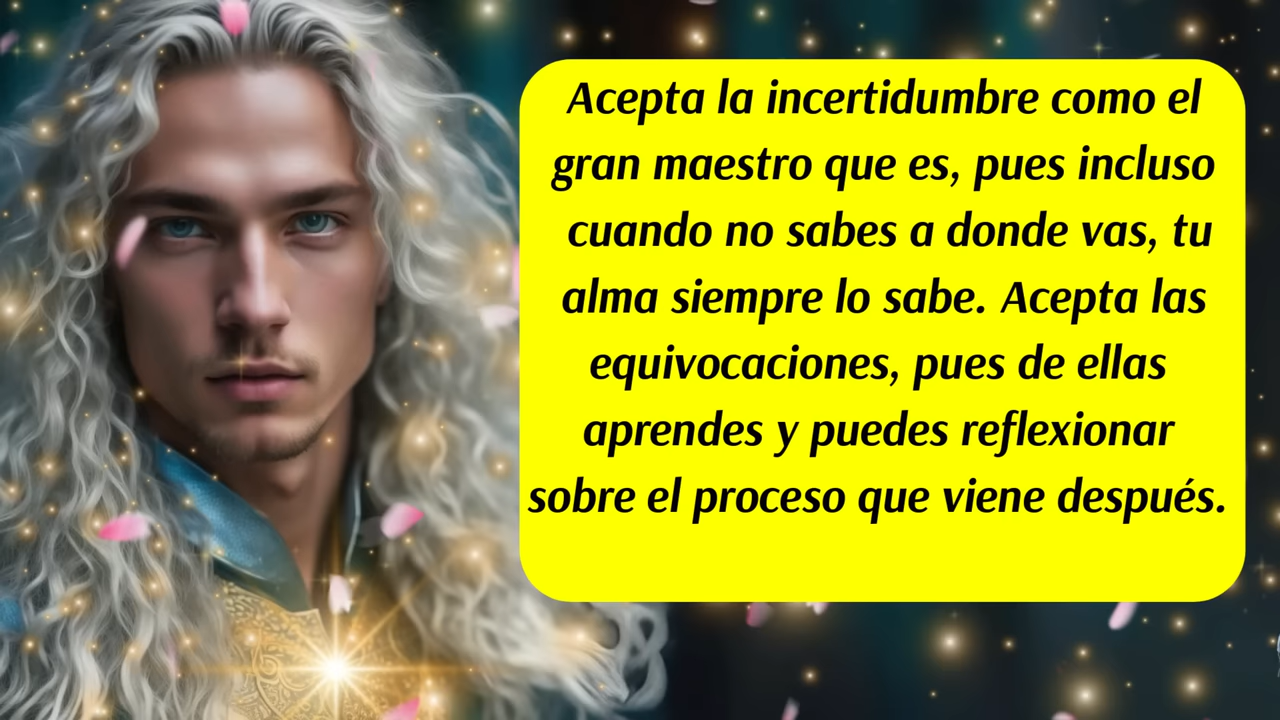 Acepta la incertidumbre como el
gran maestro que es, pues incluso
cuando no sabes a donde vas, tu
alma siempre lo sabe. Acepta las
equivocaciones, pues de ellas
aprendes y puedes reflexionar
sobre el proceso que viene después.